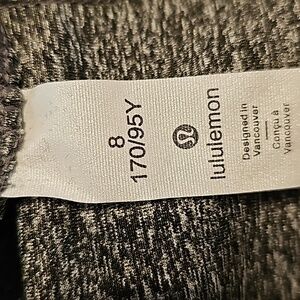 8
170/95Y
lululemon
Designed in
Vancouver
Conçu à
Vancouver